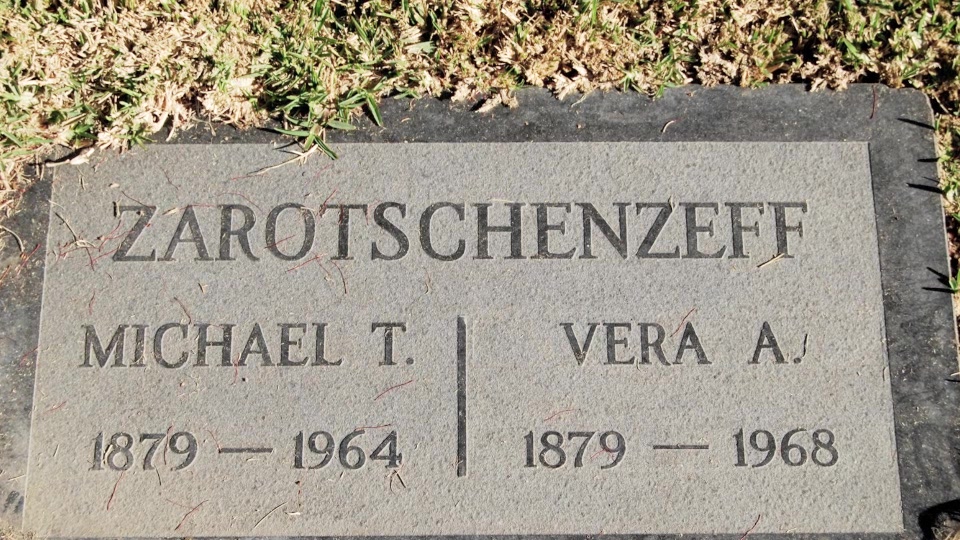 ZAROTSCHENZEFF
MICHAEL T.
1879 — 1964
VERA A.
1879 — 1968